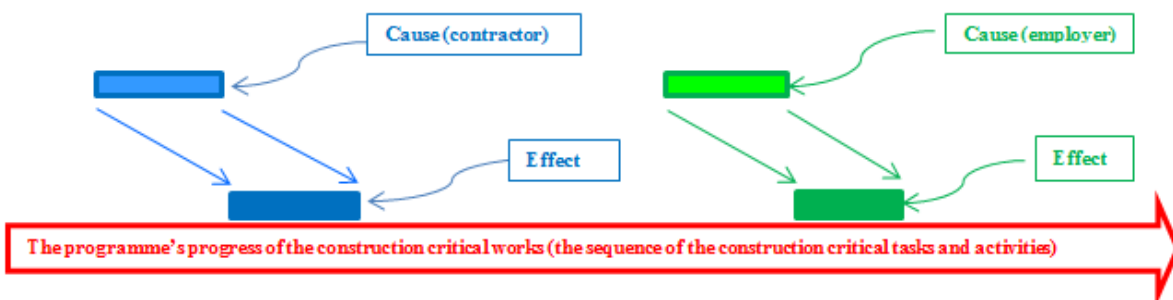 Cause (contractor)
Cause (employer)
Effect
Effect
The programme's progress of the construction critical works (the sequence of the construction critical tasks and activities)